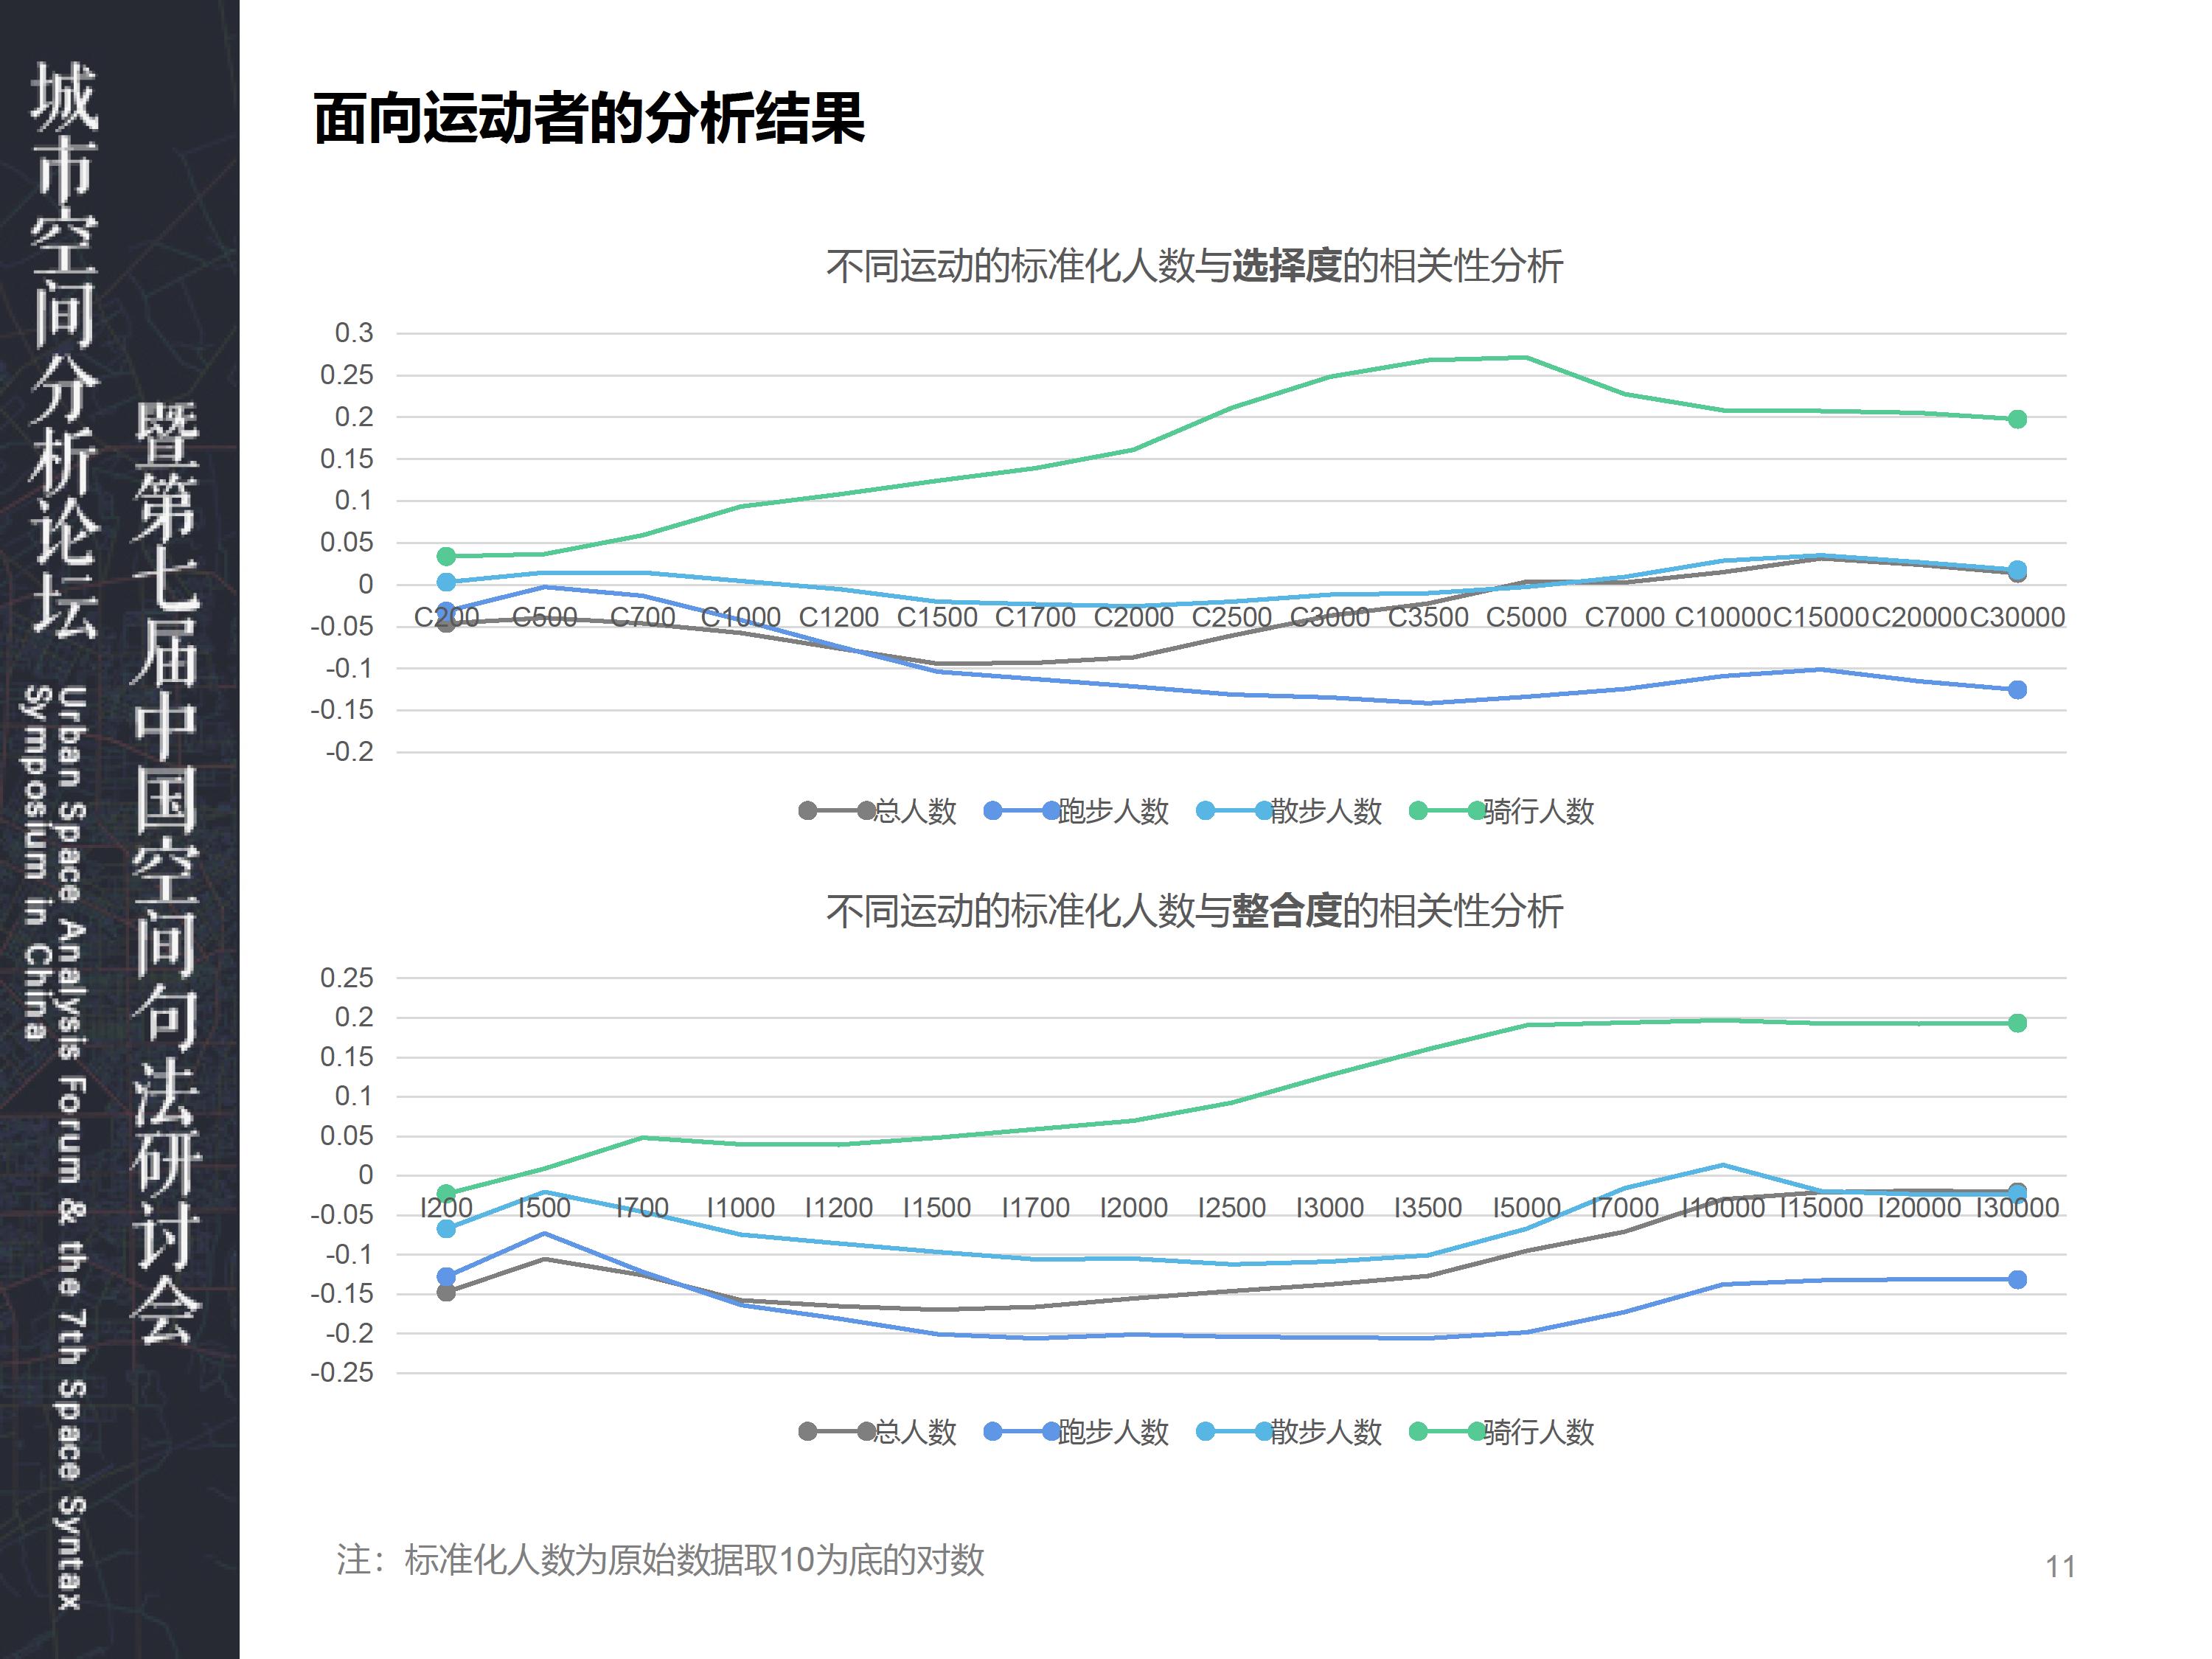 城市空间分析论坛
暨第七届中国空间句法研讨会
Urban Space Analysis Forum & the 7th Space Syntax
Symposium in China
面向运动者的分析结果
不同运动的标准化人数与选择度的相关性分析
0.3
0.25
0.2
0.15
0.1
0.05
0
-0.05
-0.1
-0.15
-0.2
C200 C500 C700 C1000 C1200 C1500 C1700 C2000 C2500 C3000 C3500 C5000 C7000 C10000 C15000 C20000 C30000
总人数 跑步人数 散步人数 骑行人数
不同运动的标准化人数与整合度的相关性分析
0.25
0.2
0.15
0.1
0.05
0
-0.05
-0.1
-0.15
-0.2
-0.25
I200 I500 I700 I1000 I1200 I1500 I1700 I2000 I2500 I3000 I3500 I5000 I7000 I10000 I15000 I20000 I30000
总人数 跑步人数 散步人数 骑行人数
注：标准化人数为原始数据取10为底的对数
11